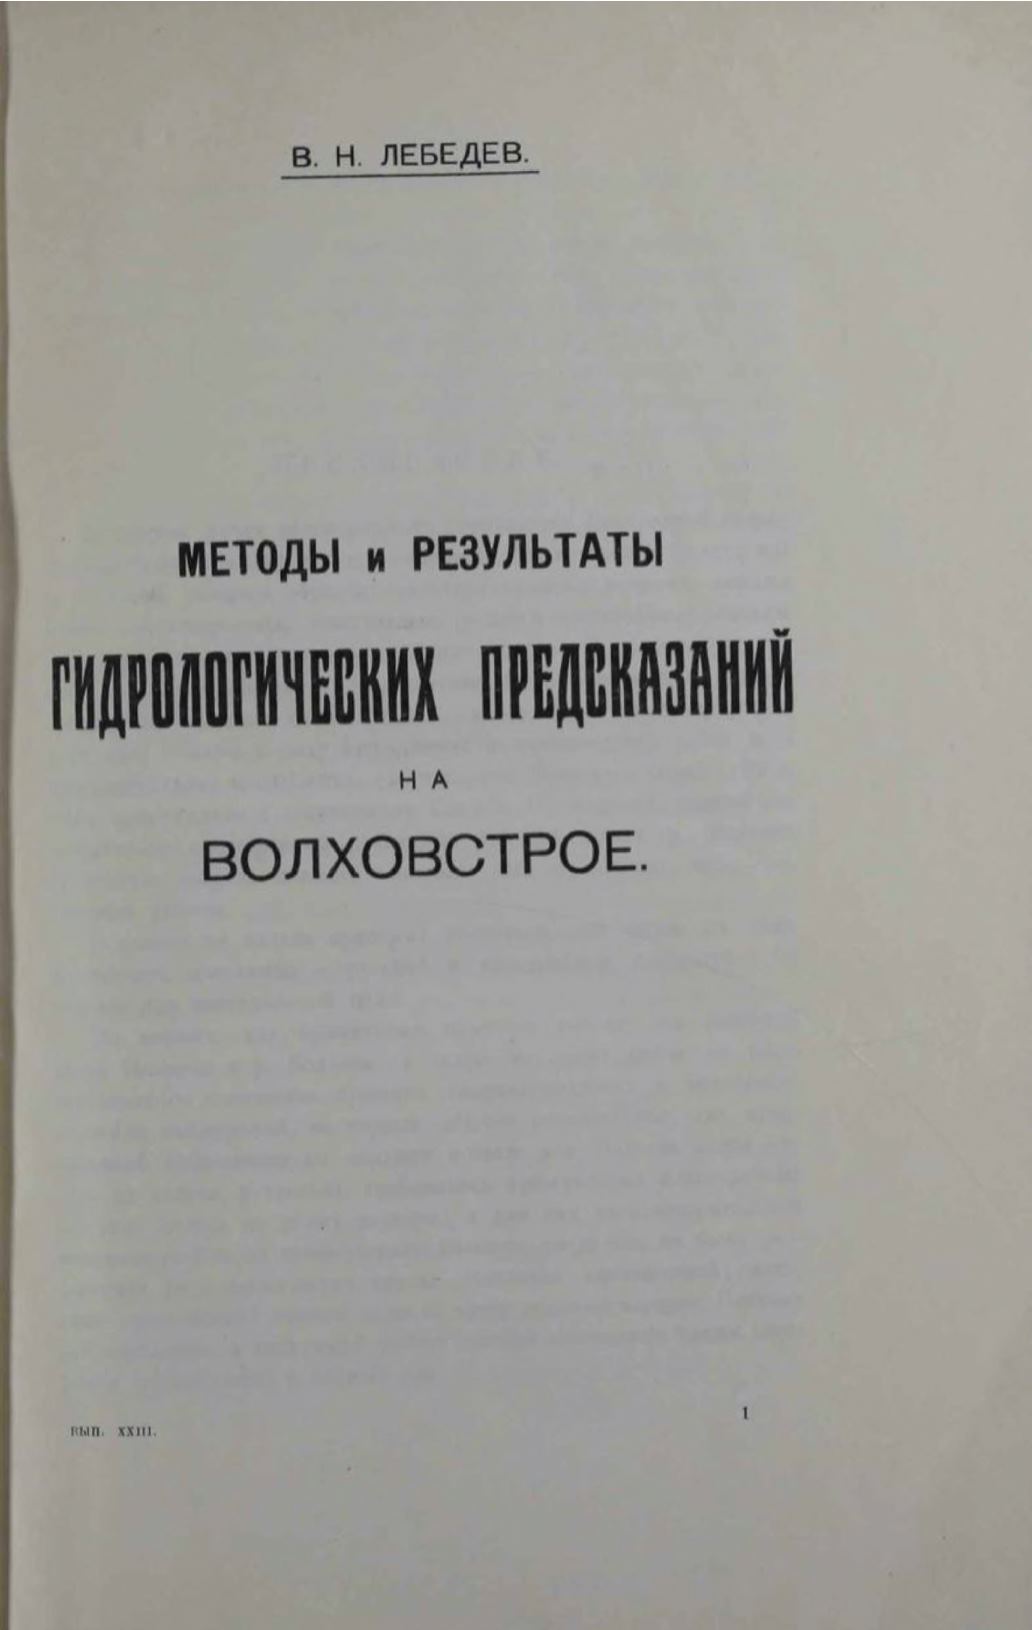 В. Н. ЛЕБЕДЕВ.
МЕТОДЫ и РЕЗУЛЬТАТЫ
ГИДРОЛОГИЧЕСКИХ ПРЕДСКАЗАНИЙ
НА
ВОЛХОВСТРОЕ.
ВЫП. XXIII.
1